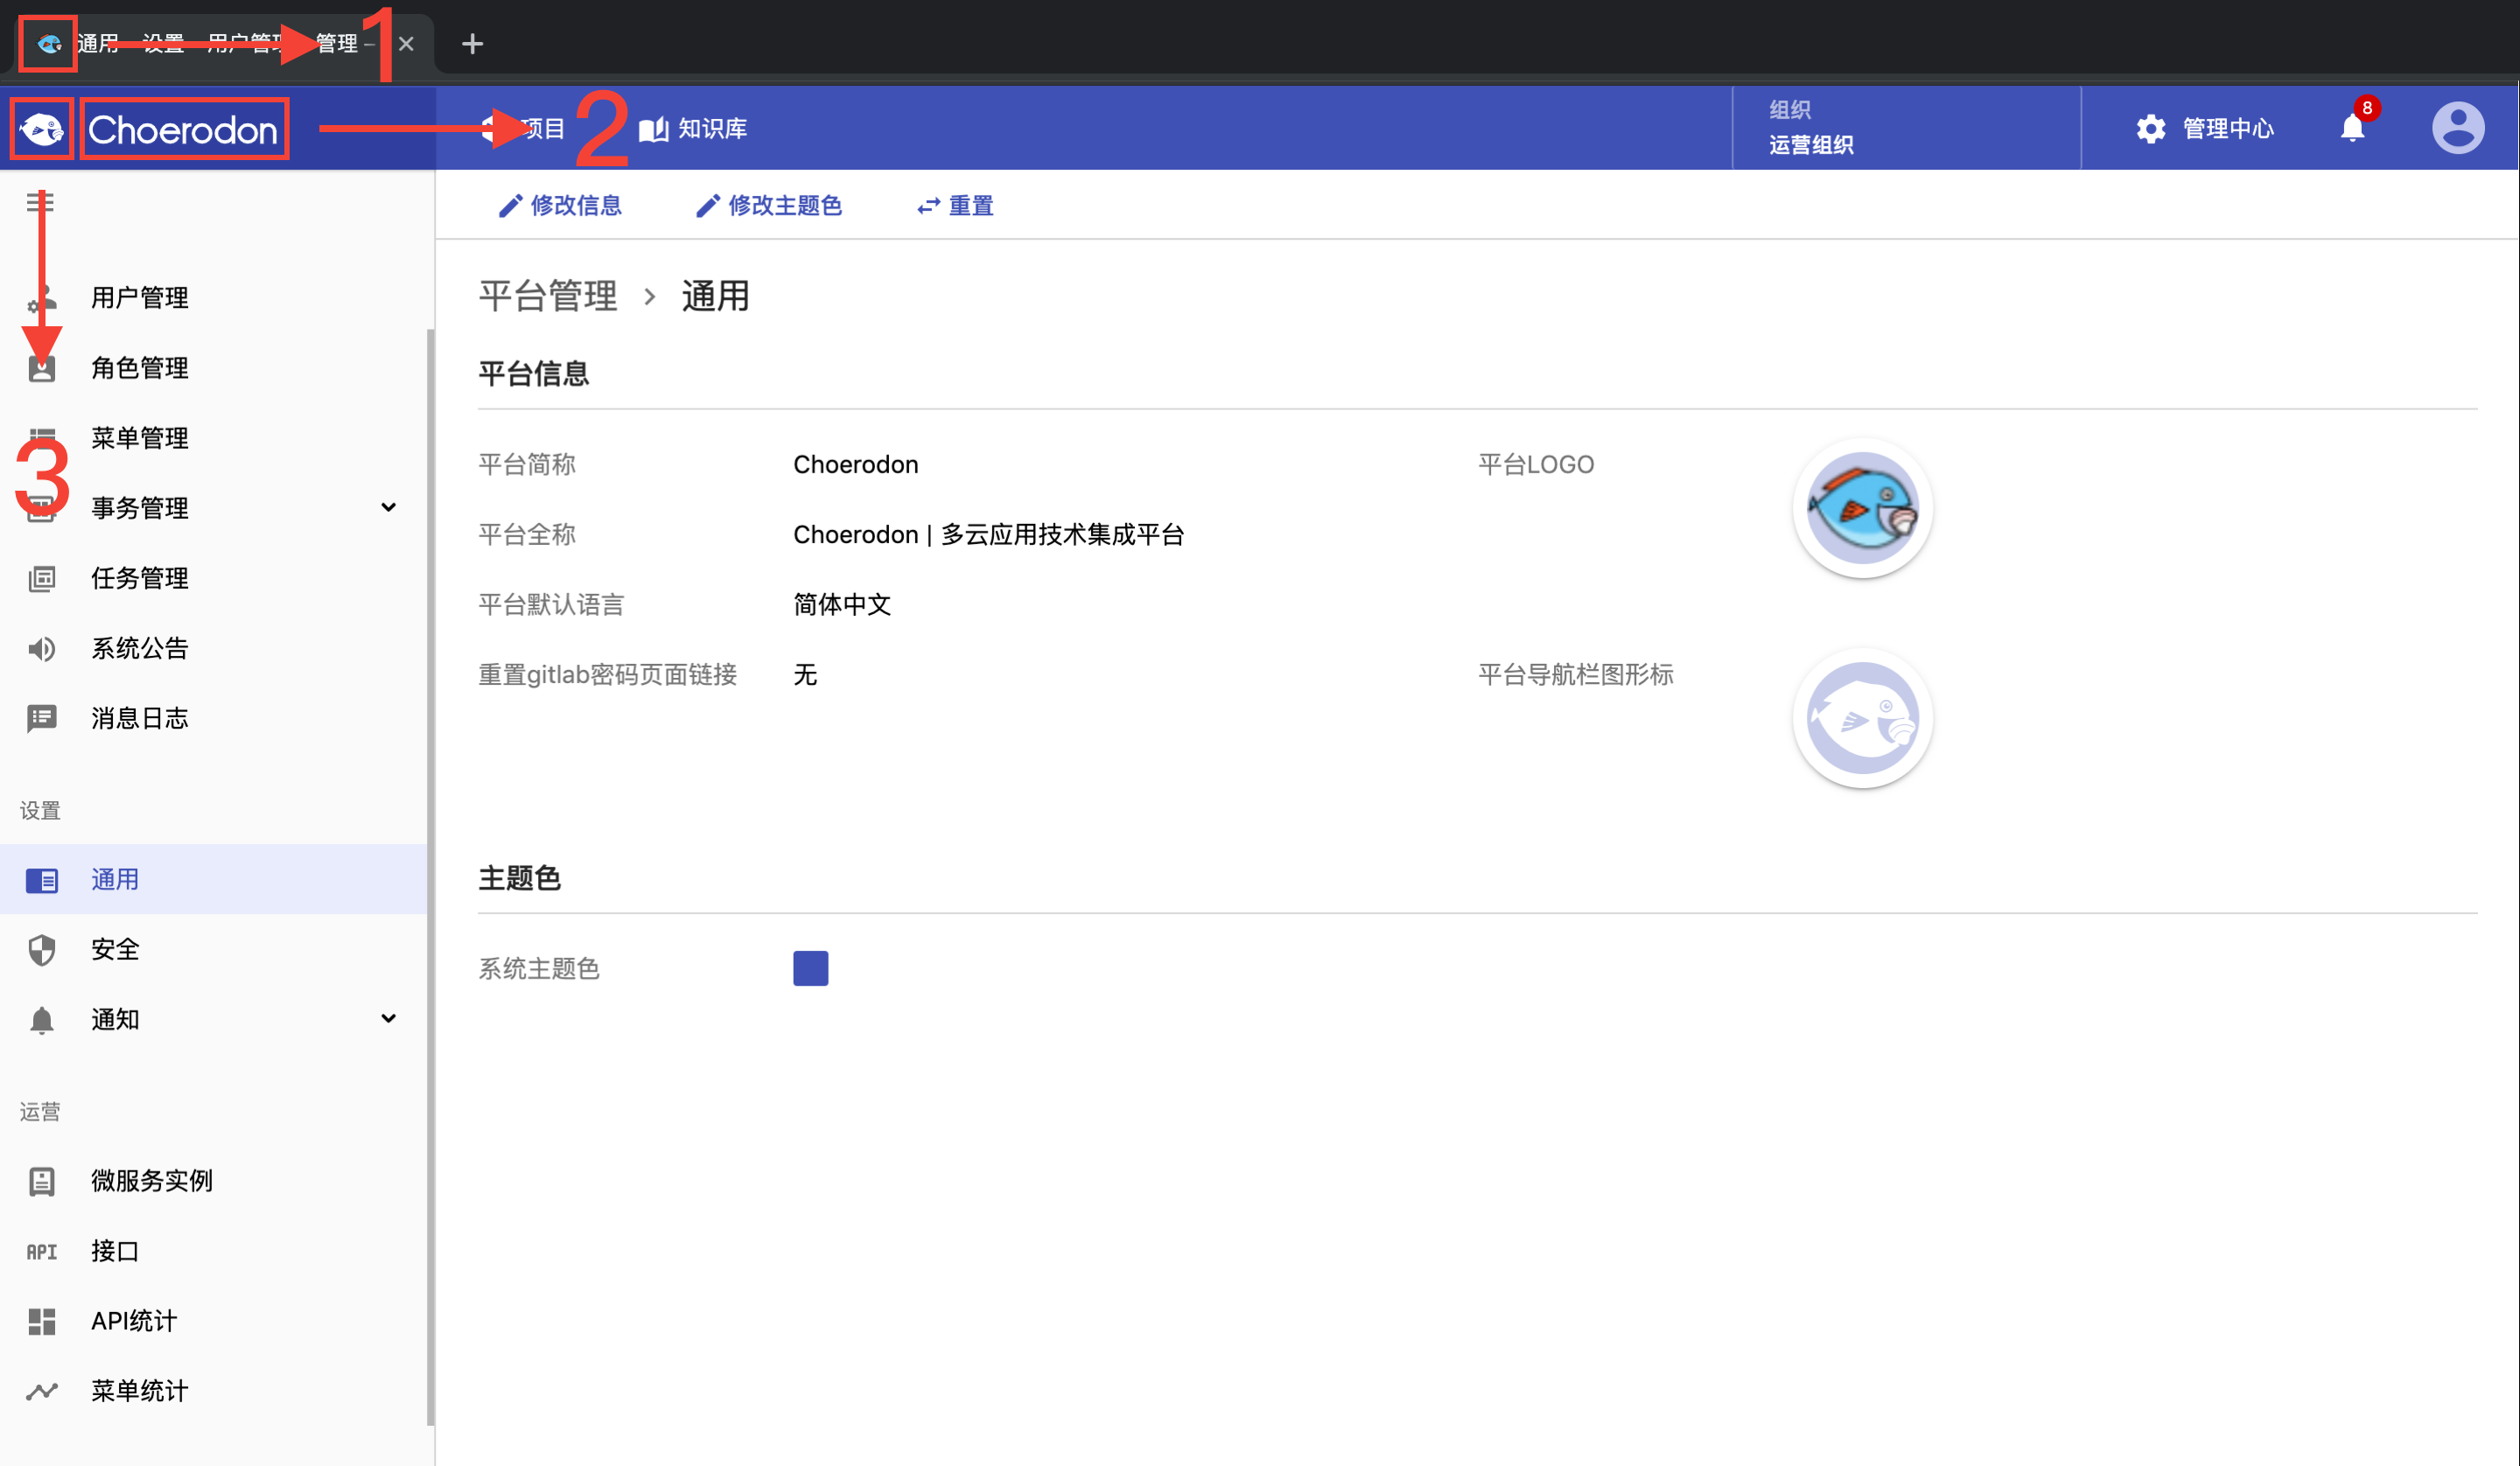 通用 – 设置 – 用户管理 – 管理 –
1
Choerodon
项目
2
知识库
组织
运营组织
管理中心
8
修改信息
修改主题色
重置
用户管理
角色管理
菜单管理
3
事务管理
任务管理
系统公告
消息日志
设置
通用
安全
通知
运营
微服务实例
API 接口
API统计
菜单统计
平台管理 › 通用
平台信息
平台简称 Choerodon
平台LOGO
平台全称 Choerodon | 多云应用技术集成平台
平台默认语言 简体中文
重置gitlab密码页面链接 无
平台导航栏图形标
主题色
系统主题色